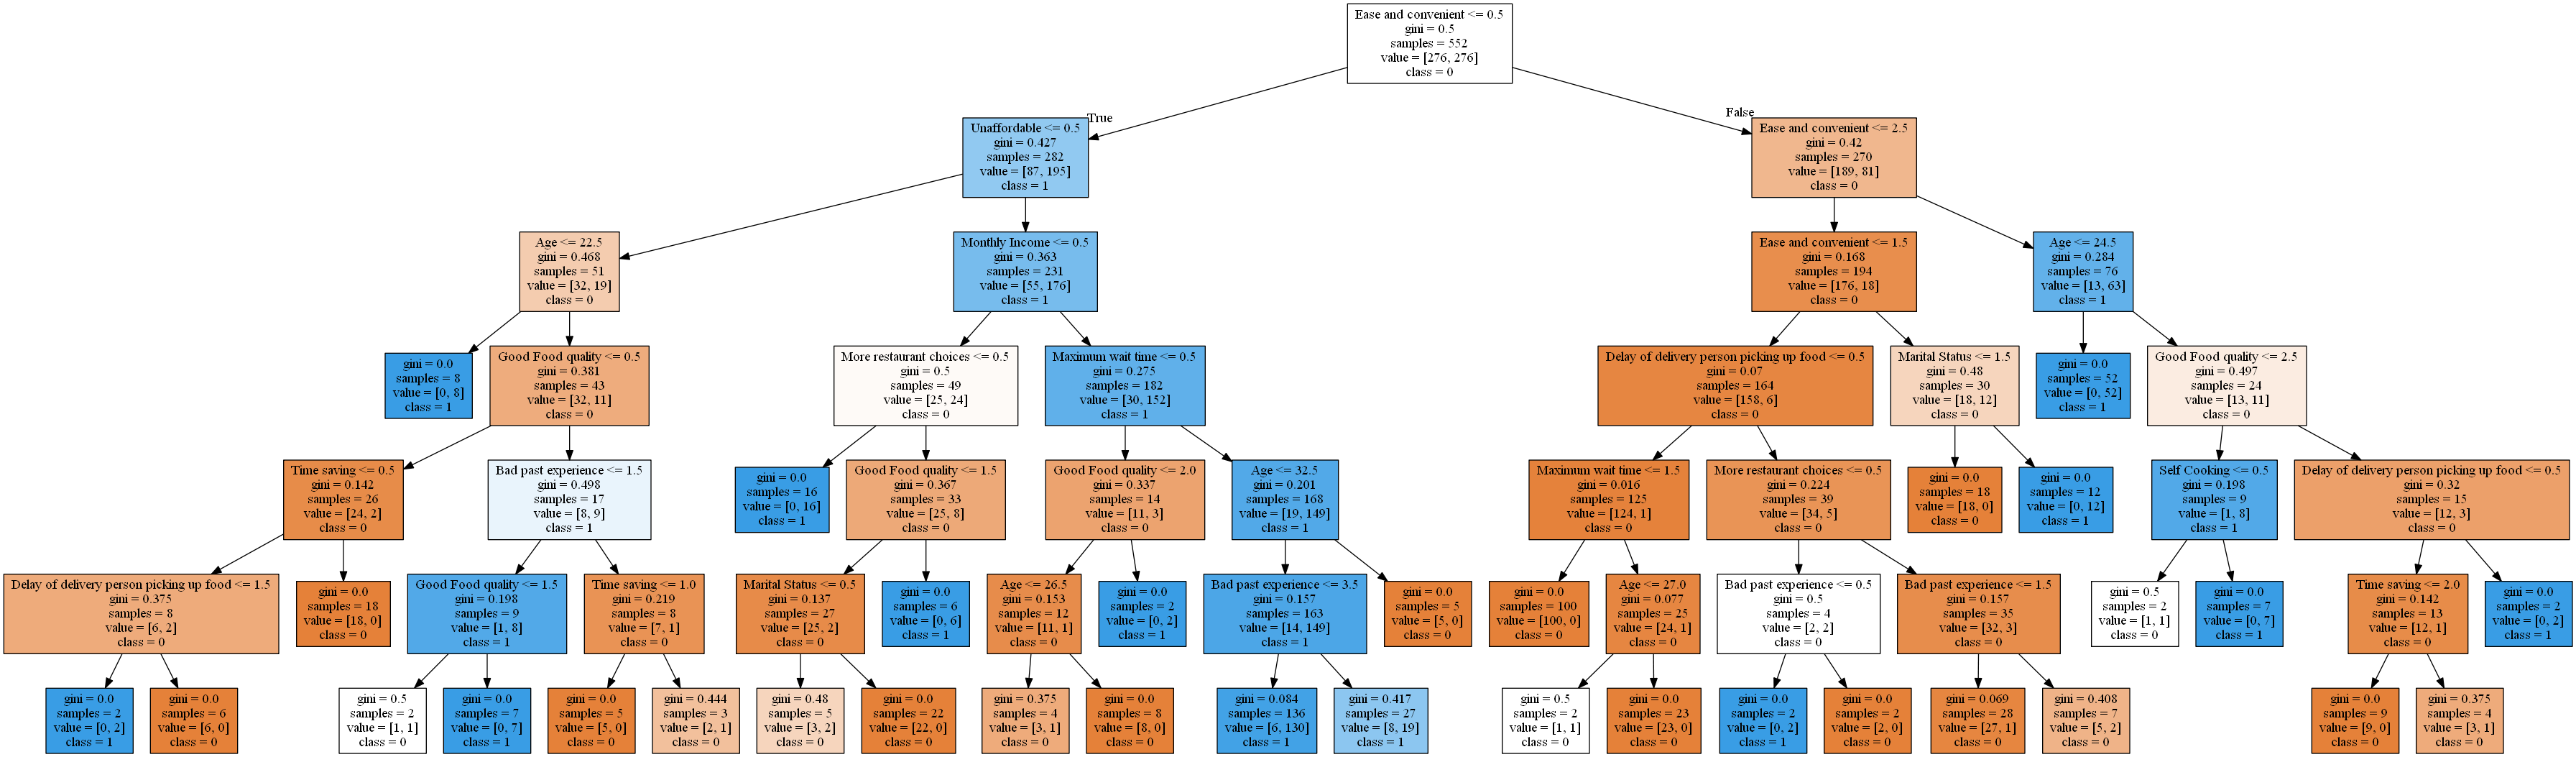 Ease and convenient <= 0.5
gini = 0.5
samples = 552
value = [276, 276]
class = 0
True
False
Unaffordable <= 0.5
gini = 0.427
samples = 282
value = [87, 195]
class = 1
Ease and convenient <= 2.5
gini = 0.42
samples = 270
value = [189, 81]
class = 0
Age <= 22.5
gini = 0.468
samples = 51
value = [32, 19]
class = 0
Monthly Income <= 0.5
gini = 0.363
samples = 231
value = [55, 176]
class = 1
Ease and convenient <= 1.5
gini = 0.168
samples = 194
value = [176, 18]
class = 0
Age <= 24.5
gini = 0.284
samples = 76
value = [13, 63]
class = 1
gini = 0.0
samples = 8
value = [0, 8]
class = 1
Good Food quality <= 0.5
gini = 0.381
samples = 43
value = [32, 11]
class = 0
More restaurant choices <= 0.5
gini = 0.5
samples = 49
value = [25, 24]
class = 0
Maximum wait time <= 0.5
gini = 0.275
samples = 182
value = [30, 152]
class = 1
Delay of delivery person picking up food <= 0.5
gini = 0.07
samples = 164
value = [158, 6]
class = 0
Marital Status <= 1.5
gini = 0.48
samples = 30
value = [18, 12]
class = 0
gini = 0.0
samples = 52
value = [0, 52]
class = 1
Good Food quality <= 2.5
gini = 0.497
samples = 24
value = [13, 11]
class = 0
Time saving <= 0.5
gini = 0.142
samples = 26
value = [24, 2]
class = 0
Bad past experience <= 1.5
gini = 0.498
samples = 17
value = [8, 9]
class = 1
gini = 0.0
samples = 16
value = [0, 16]
class = 1
Good Food quality <= 1.5
gini = 0.367
samples = 33
value = [25, 8]
class = 0
Good Food quality <= 2.0
gini = 0.337
samples = 14
value = [11, 3]
class = 0
Age <= 32.5
gini = 0.201
samples = 168
value = [19, 149]
class = 1
Maximum wait time <= 1.5
gini = 0.016
samples = 125
value = [124, 1]
class = 0
More restaurant choices <= 0.5
gini = 0.224
samples = 39
value = [34, 5]
class = 0
gini = 0.0
samples = 18
value = [18, 0]
class = 0
gini = 0.0
samples = 12
value = [0, 12]
class = 1
Self Cooking <= 0.5
gini = 0.198
samples = 9
value = [1, 8]
class = 1
Delay of delivery person picking up food <= 0.5
gini = 0.32
samples = 15
value = [12, 3]
class = 0
Delay of delivery person picking up food <= 1.5
gini = 0.375
samples = 8
value = [6, 2]
class = 0
gini = 0.0
samples = 18
value = [18, 0]
class = 0
Good Food quality <= 1.5
gini = 0.198
samples = 9
value = [1, 8]
class = 1
Time saving <= 1.0
gini = 0.219
samples = 8
value = [7, 1]
class = 0
Marital Status <= 0.5
gini = 0.137
samples = 27
value = [25, 2]
class = 0
gini = 0.0
samples = 6
value = [0, 6]
class = 1
Age <= 26.5
gini = 0.153
samples = 12
value = [11, 1]
class = 0
gini = 0.0
samples = 2
value = [0, 2]
class = 1
Bad past experience <= 3.5
gini = 0.157
samples = 163
value = [14, 149]
class = 1
gini = 0.0
samples = 5
value = [5, 0]
class = 0
gini = 0.0
samples = 100
value = [100, 0]
class = 0
Age <= 27.0
gini = 0.077
samples = 25
value = [24, 1]
class = 0
Bad past experience <= 0.5
gini = 0.5
samples = 4
value = [2, 2]
class = 0
Bad past experience <= 1.5
gini = 0.157
samples = 35
value = [32, 3]
class = 0
gini = 0.5
samples = 2
value = [1, 1]
class = 0
gini = 0.0
samples = 7
value = [0, 7]
class = 1
Time saving <= 2.0
gini = 0.142
samples = 13
value = [12, 1]
class = 0
gini = 0.0
samples = 2
value = [0, 2]
class = 1
gini = 0.0
samples = 2
value = [0, 2]
class = 1
gini = 0.0
samples = 6
value = [6, 0]
class = 0
gini = 0.5
samples = 2
value = [1, 1]
class = 0
gini = 0.0
samples = 7
value = [0, 7]
class = 1
gini = 0.0
samples = 5
value = [5, 0]
class = 0
gini = 0.444
samples = 3
value = [2, 1]
class = 0
gini = 0.48
samples = 5
value = [3, 2]
class = 0
gini = 0.0
samples = 22
value = [22, 0]
class = 0
gini = 0.375
samples = 4
value = [3, 1]
class = 0
gini = 0.0
samples = 8
value = [8, 0]
class = 0
gini = 0.084
samples = 136
value = [6, 130]
class = 1
gini = 0.417
samples = 27
value = [8, 19]
class = 1
gini = 0.5
samples = 2
value = [1, 1]
class = 0
gini = 0.0
samples = 23
value = [23, 0]
class = 0
gini = 0.0
samples = 2
value = [0, 2]
class = 1
gini = 0.0
samples = 2
value = [2, 0]
class = 0
gini = 0.069
samples = 28
value = [27, 1]
class = 0
gini = 0.408
samples = 7
value = [5, 2]
class = 0
gini = 0.0
samples = 9
value = [9, 0]
class = 0
gini = 0.375
samples = 4
value = [3, 1]
class = 0